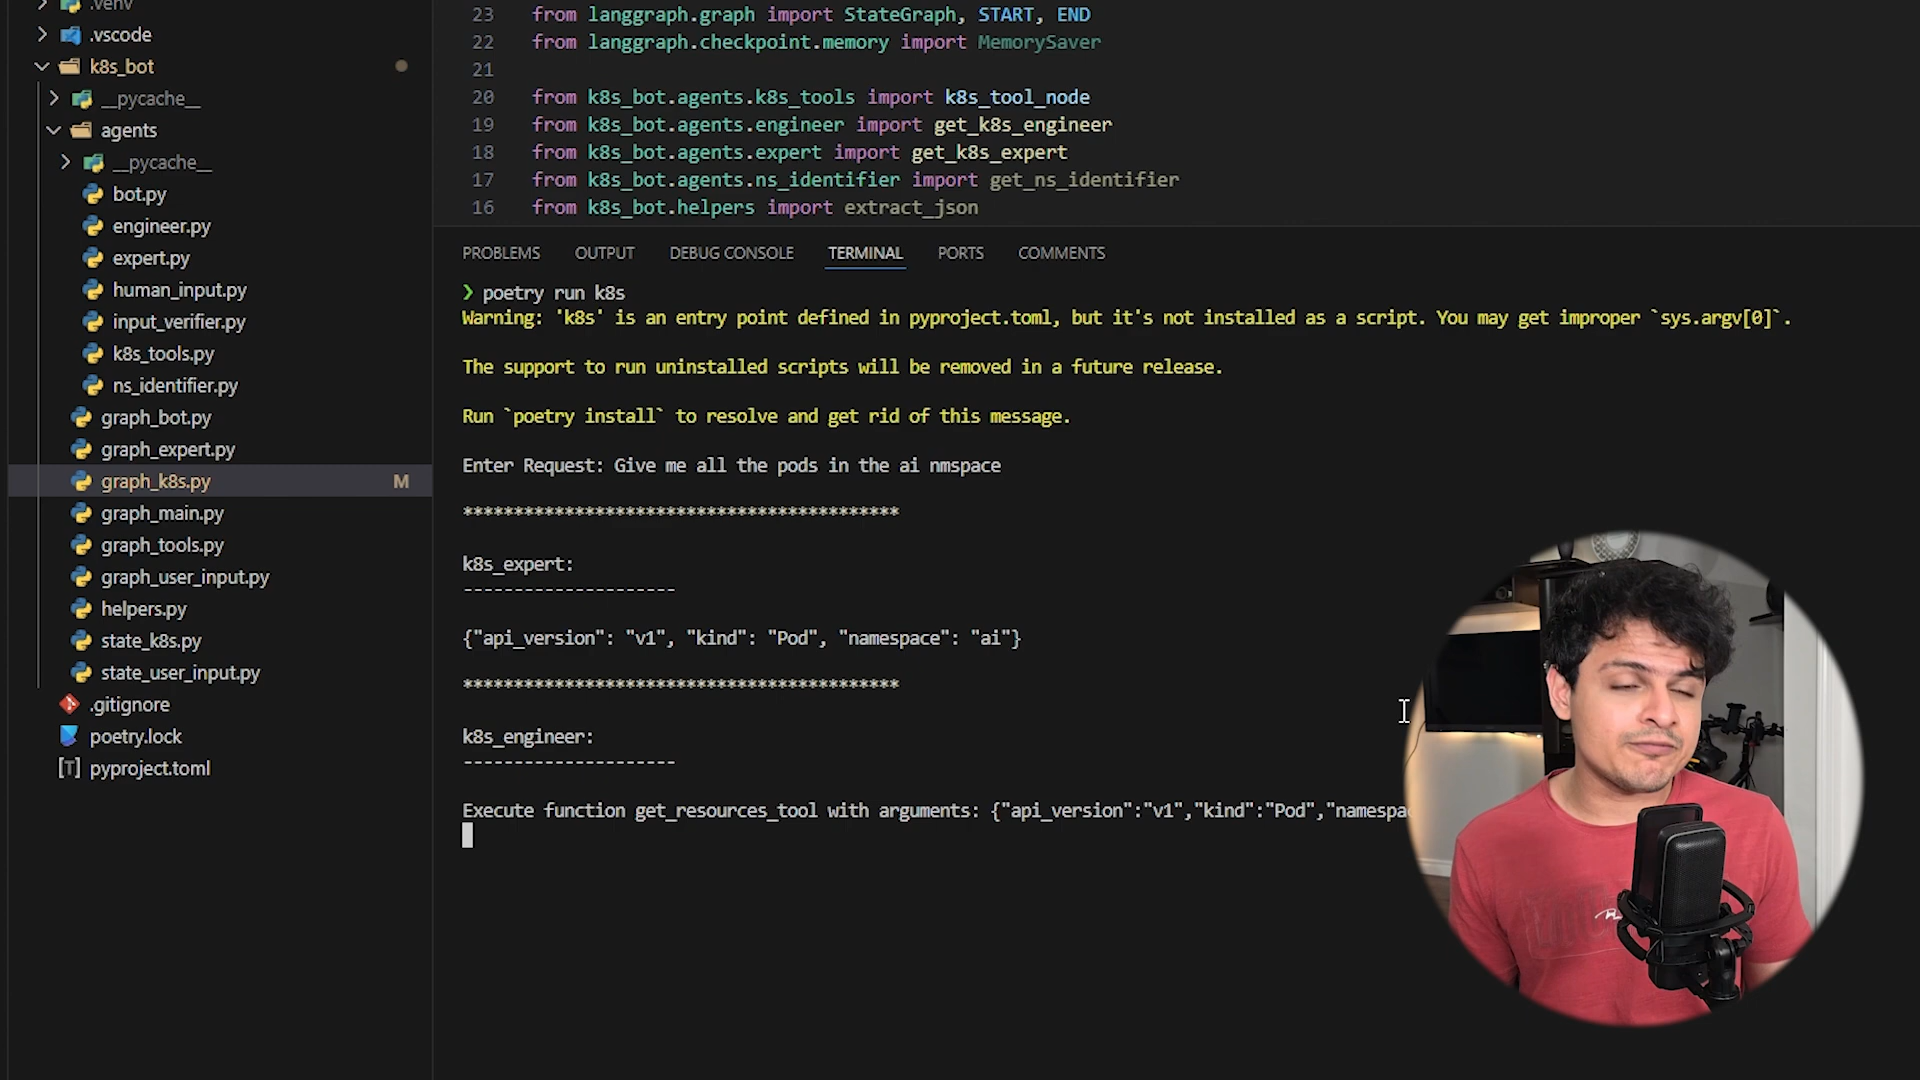 .venv
.vscode
k8s_bot
__pycache__
agents
__pycache__
bot.py
engineer.py
expert.py
human_input.py
input_verifier.py
k8s_tools.py
ns_identifier.py
graph_bot.py
graph_expert.py
graph_k8s.py M
graph_main.py
graph_tools.py
graph_user_input.py
helpers.py
state_k8s.py
state_user_input.py
.gitignore
poetry.lock
[T] pyproject.toml
23 from langgraph.graph import StateGraph, START, END
22 from langgraph.checkpoint.memory import MemorySaver
21
20 from k8s_bot.agents.k8s_tools import k8s_tool_node
19 from k8s_bot.agents.engineer import get_k8s_engineer
18 from k8s_bot.agents.expert import get_k8s_expert
17 from k8s_bot.agents.ns_identifier import get_ns_identifier
16 from k8s_bot.helpers import extract_json
PROBLEMS OUTPUT DEBUG CONSOLE TERMINAL PORTS COMMENTS
❯ poetry run k8s
Warning: 'k8s' is an entry point defined in pyproject.toml, but it's not installed as a script. You may get improper `sys.argv[0]`.
The support to run uninstalled scripts will be removed in a future release.
Run `poetry install` to resolve and get rid of this message.
Enter Request: Give me all the pods in the ai nmspace
*******************************************
k8s_expert:
---------------------
{"api_version": "v1", "kind": "Pod", "namespace": "ai"}
*******************************************
k8s_engineer:
---------------------
Execute function get_resources_tool with arguments: {"api_version":"v1","kind":"Pod","namespac